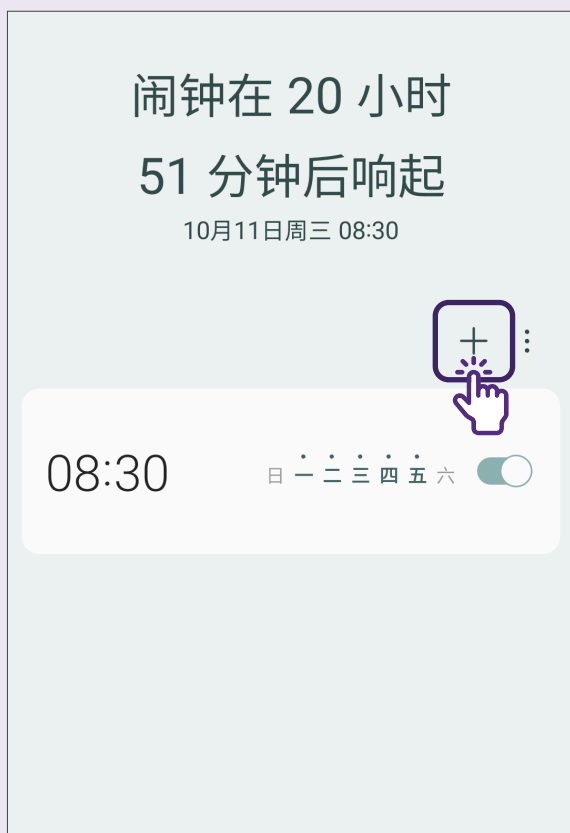 闹钟在 20 小时
51 分钟后响起
10月11日周三 08:30
08:30 日 一 二 三 四 五 六